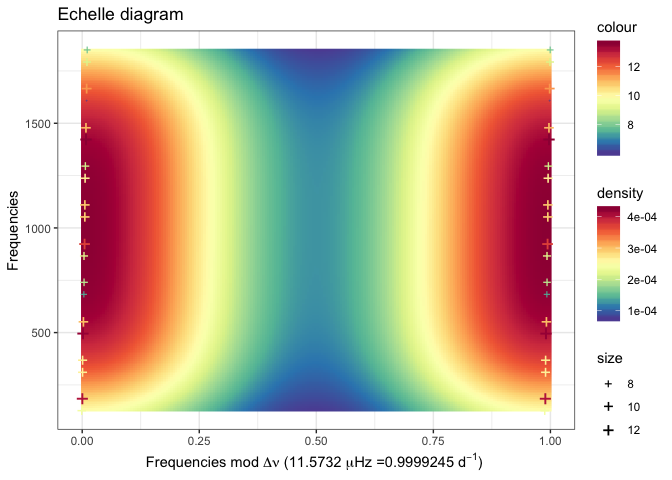 Echelle diagram
Frequencies
1500
1000
500
0.00 0.25 0.50 0.75 1.00
Frequencies mod Δν (11.5732 μHz =0.9999245 d⁻¹)
colour
12
10
8
density
4e-04
3e-04
2e-04
1e-04
size
8
10
12